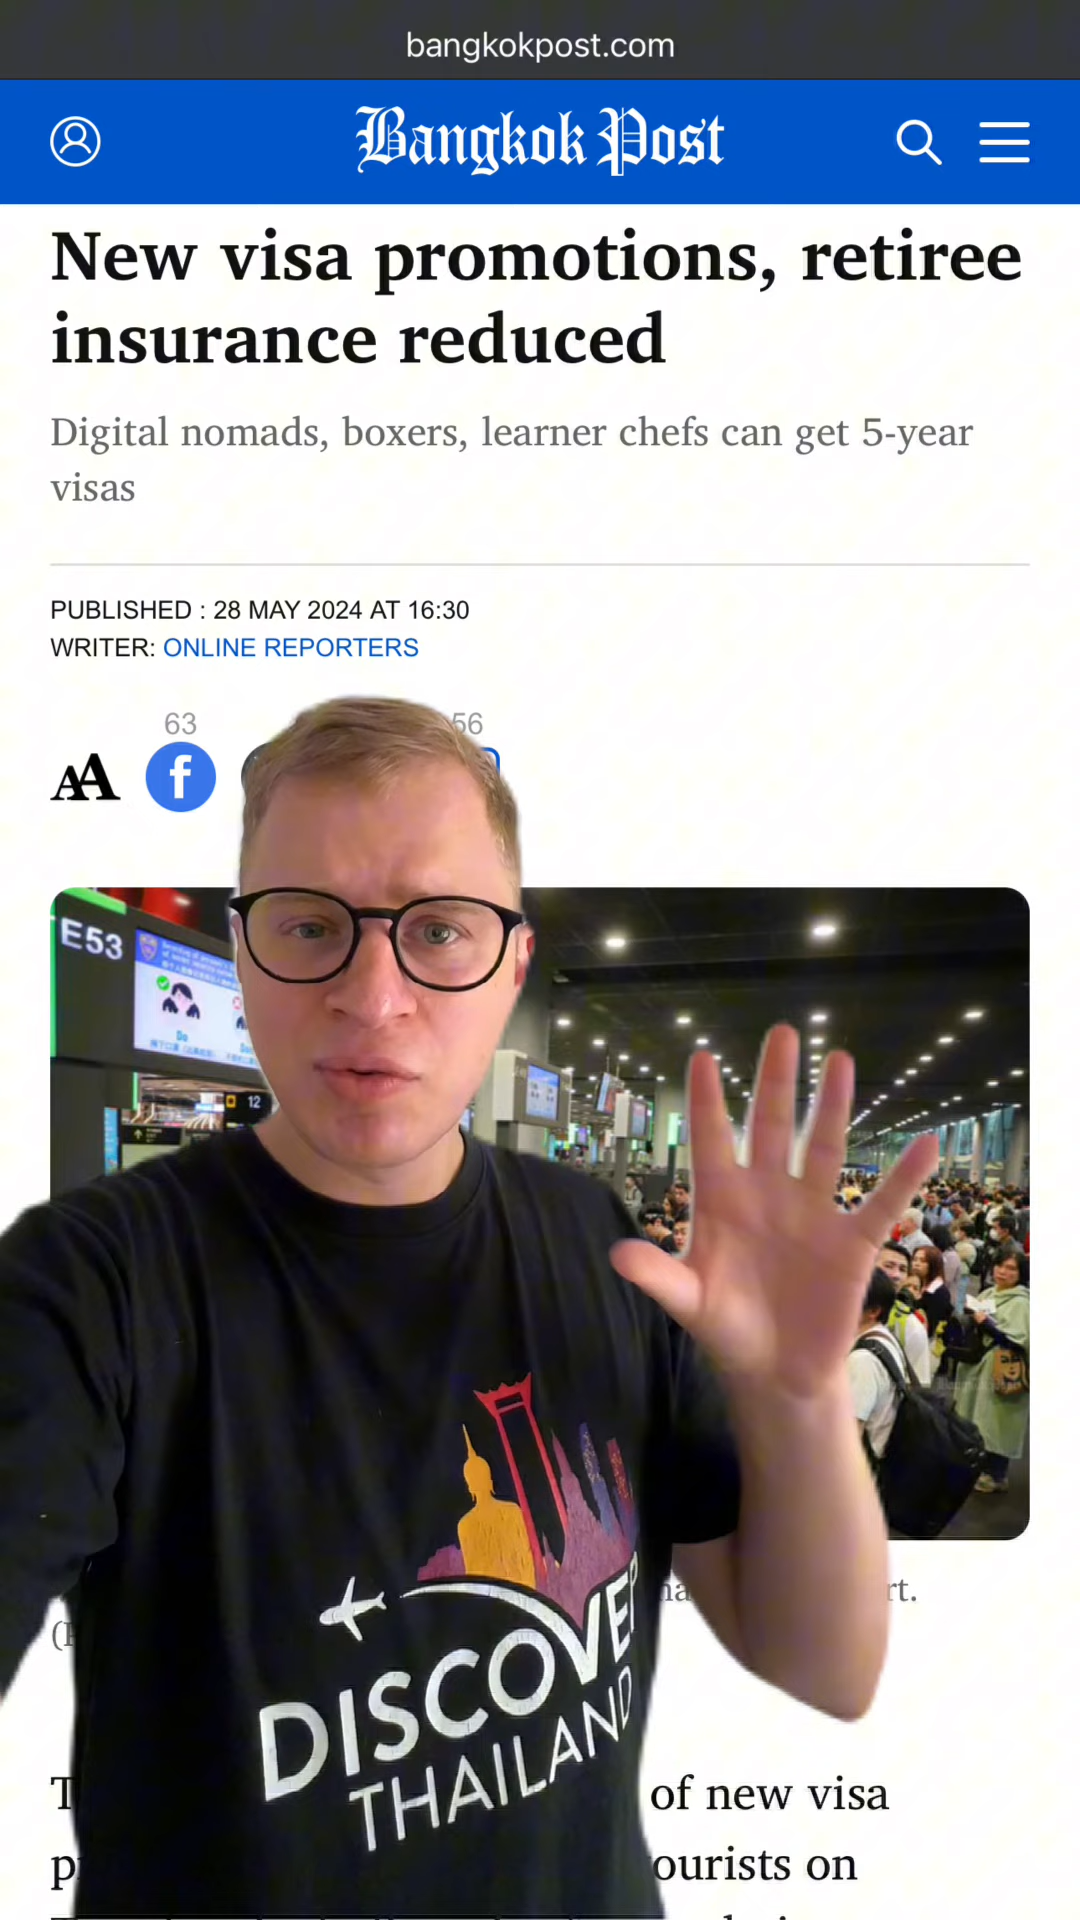 bangkokpost.com
Bangkok Post
New visa promotions, retiree
insurance reduced
Digital nomads, boxers, learner chefs can get 5-year
visas
PUBLISHED : 28 MAY 2024 AT 16:30
WRITER: ONLINE REPORTERS
63
56
AA
f
E53
Do
12
rt.
DISCOVER
THAILAND
of new visa
ourists on